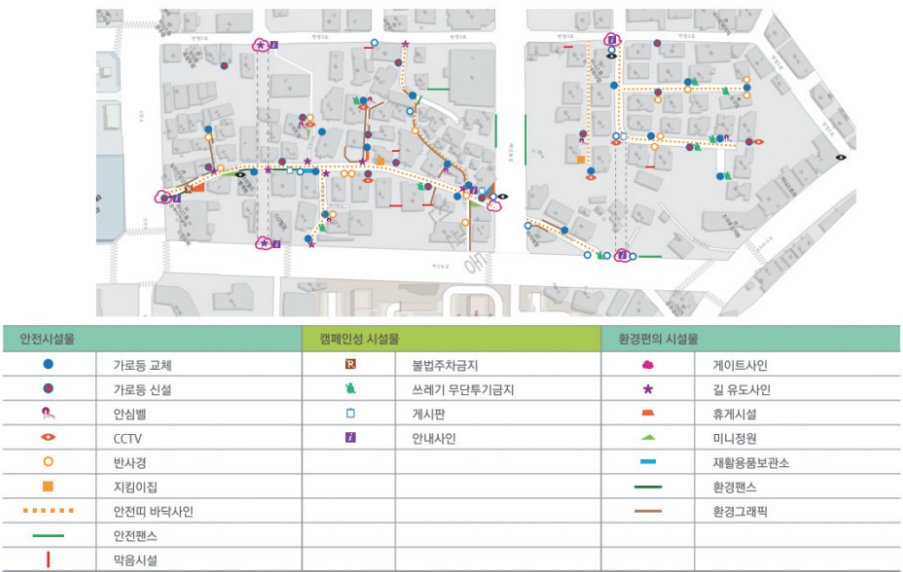 안전시설물 캠페인성 시설물 환경편의 시설물
가로등 교체 불법주차금지 게이트사인
가로등 신설 쓰레기 무단투기금지 길 유도사인
안심벨 게시판 휴게시설
CCTV 안내사인 미니정원
반사경 재활용품보관소
지킴이집 환경팬스
안전띠 바닥사인 환경그래픽
안전팬스
막음시설